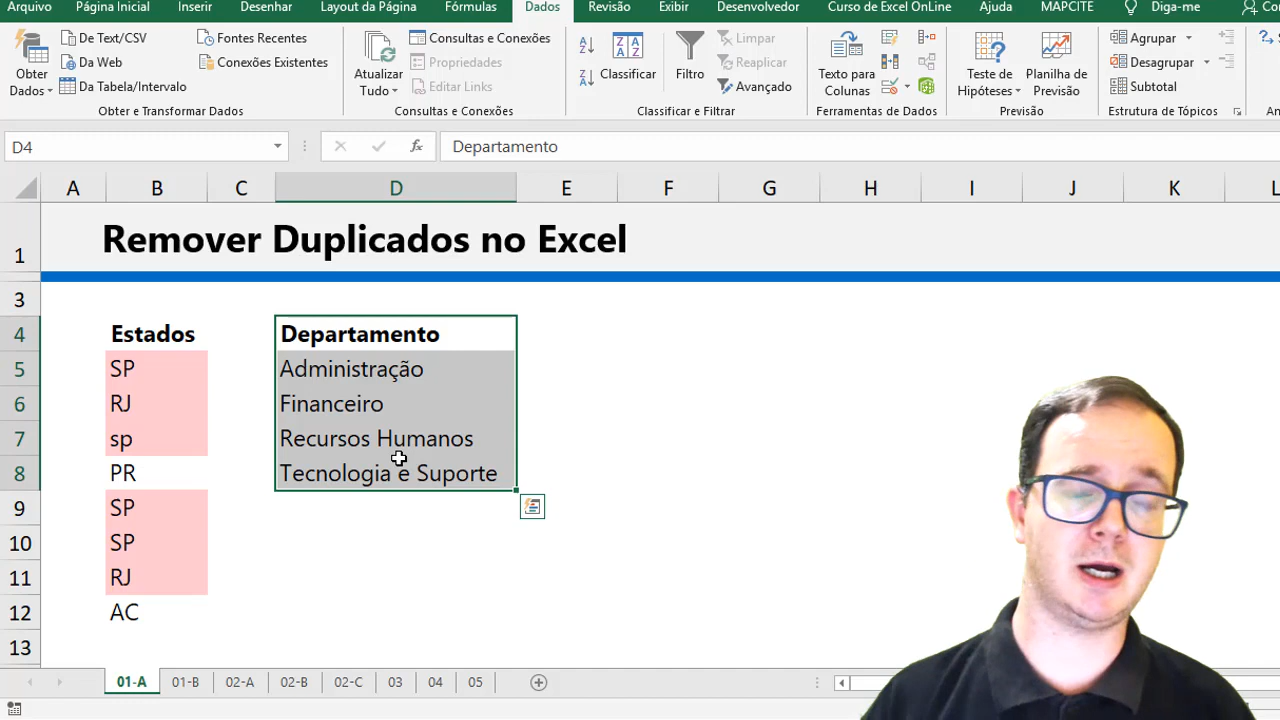 Arquivo Página Inicial Inserir Desenhar Layout da Página Fórmulas Dados Revisão Exibir Desenvolvedor Curso de Excel OnLine Ajuda MAPCITE Diga-me
De Text/CSV Fontes Recentes Consultas e Conexões Limpar Agrupar
Obter Dados Da Web Conexões Existentes Atualizar Tudo Propriedades Classificar Filtro Reaplicar Texto para Colunas Teste de Hipóteses Planilha de Previsão Desagrupar
Da Tabela/Intervalo Editar Links Avançado Subtotal
Obter e Transformar Dados Consultas e Conexões Classificar e Filtrar Ferramentas de Dados Previsão Estrutura de Tópicos
D4 fx Departamento
A B C D E F G H I J K L
1 Remover Duplicados no Excel
3
4 Estados Departamento
5 SP Administração
6 RJ Financeiro
7 sp Recursos Humanos
8 PR Tecnologia e Suporte
9 SP
10 SP
11 RJ
12 AC
13
01-A 01-B 02-A 02-B 02-C 03 04 05